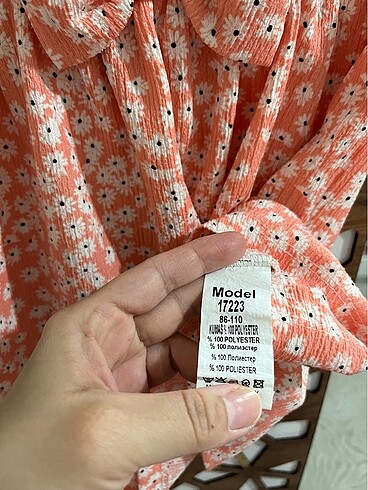 Model
17223
86-110
KUMAŞ % 100 POLYESTER
% 100 POLYESTER
% 100 полиэстер
% 100 Полиестер
% 100 POLIESTER